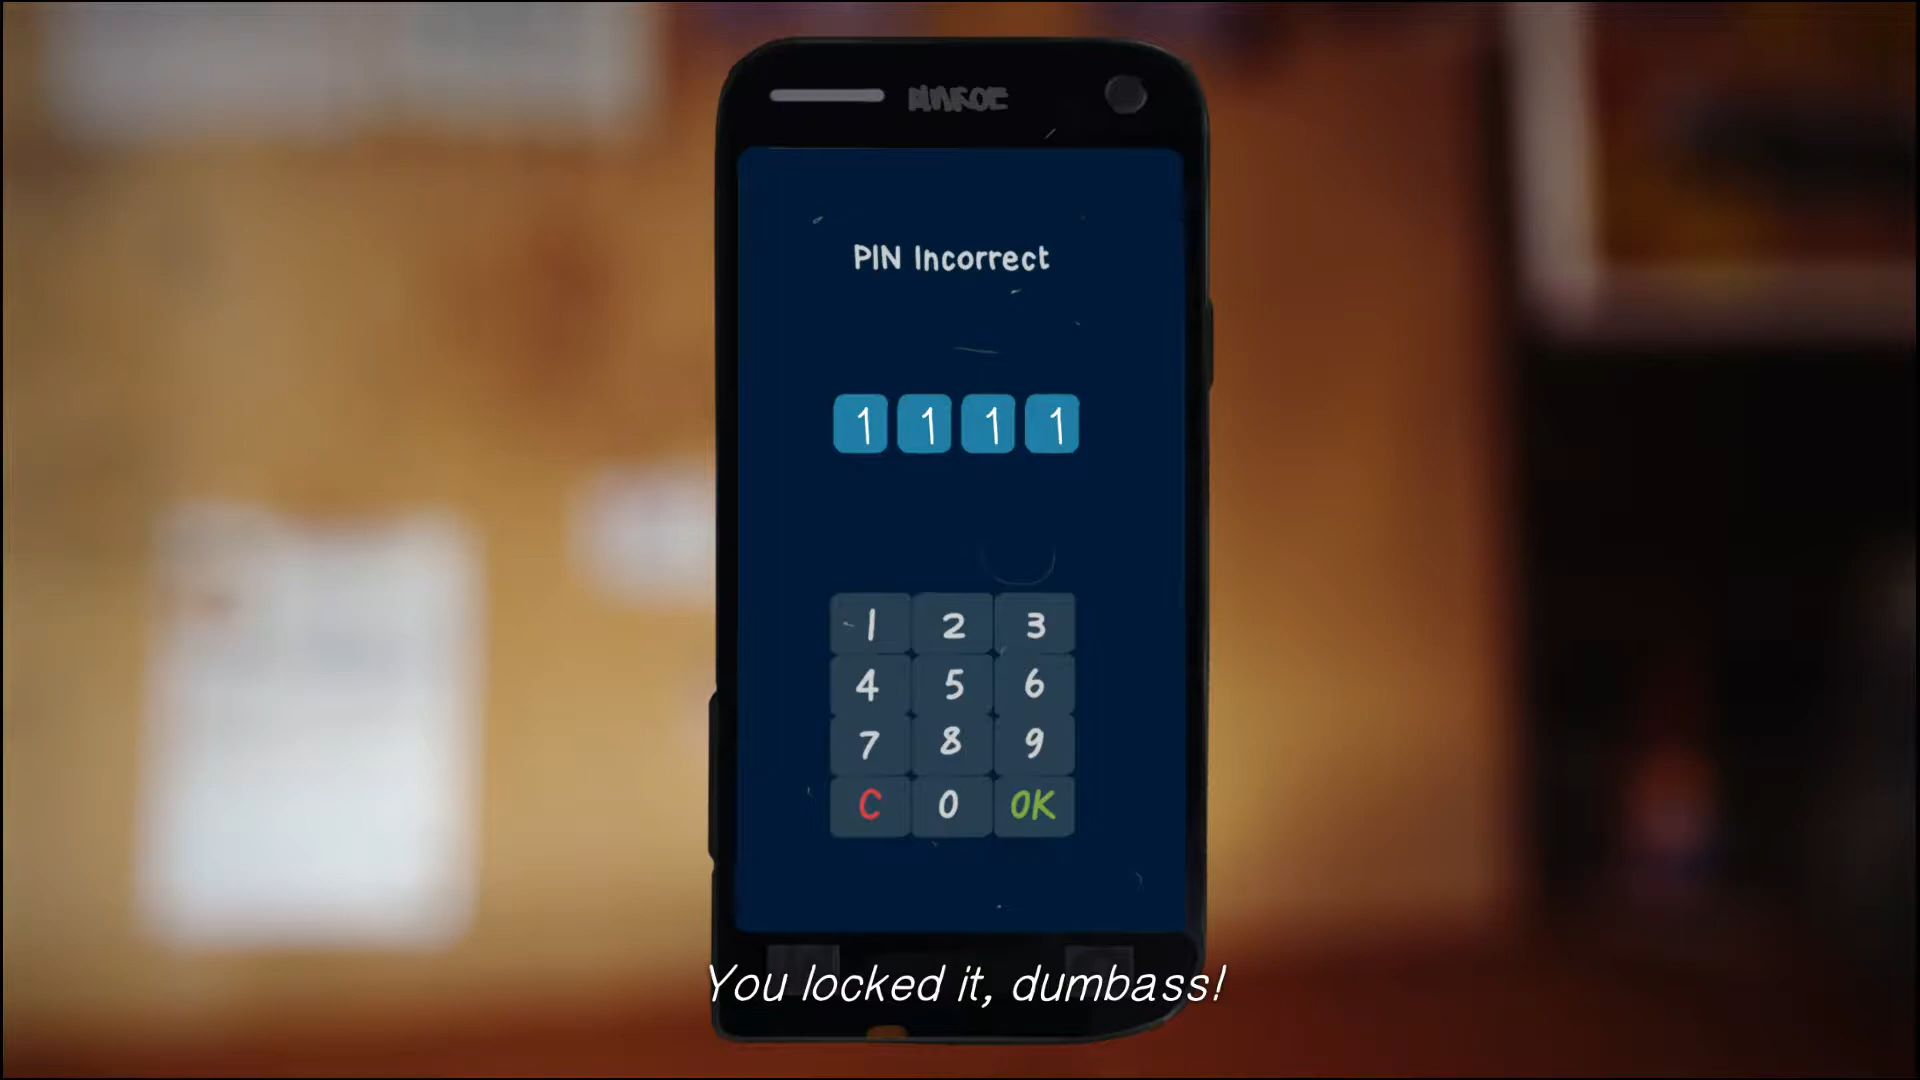 PIN Incorrect
1 1 1 1
1 2 3
4 5 6
7 8 9
C 0 OK
You locked it, dumbass!